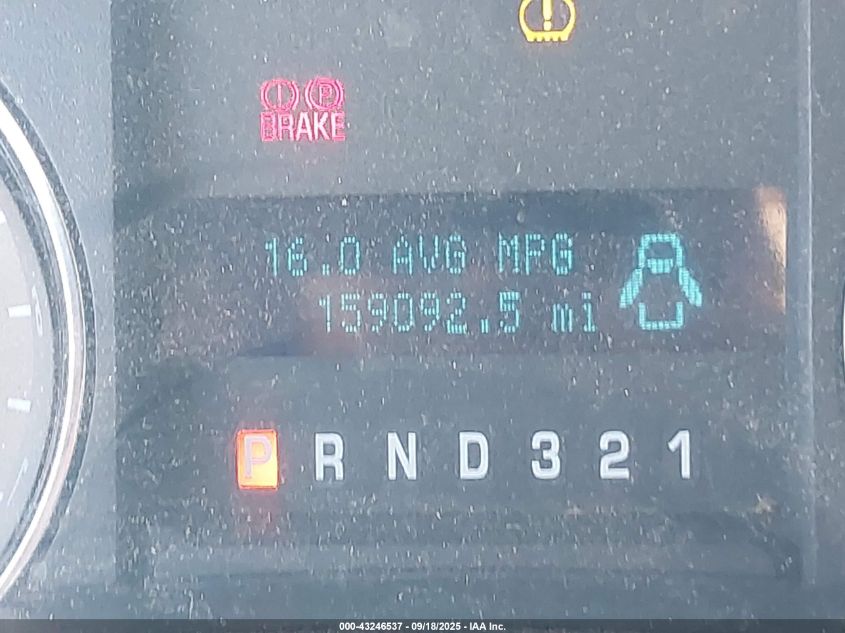 BRAKE
16.0 AVG MPG
159092.5 mi
P R N D 3 2 1
000-43246537 - 09/18/2025 - IAA Inc.